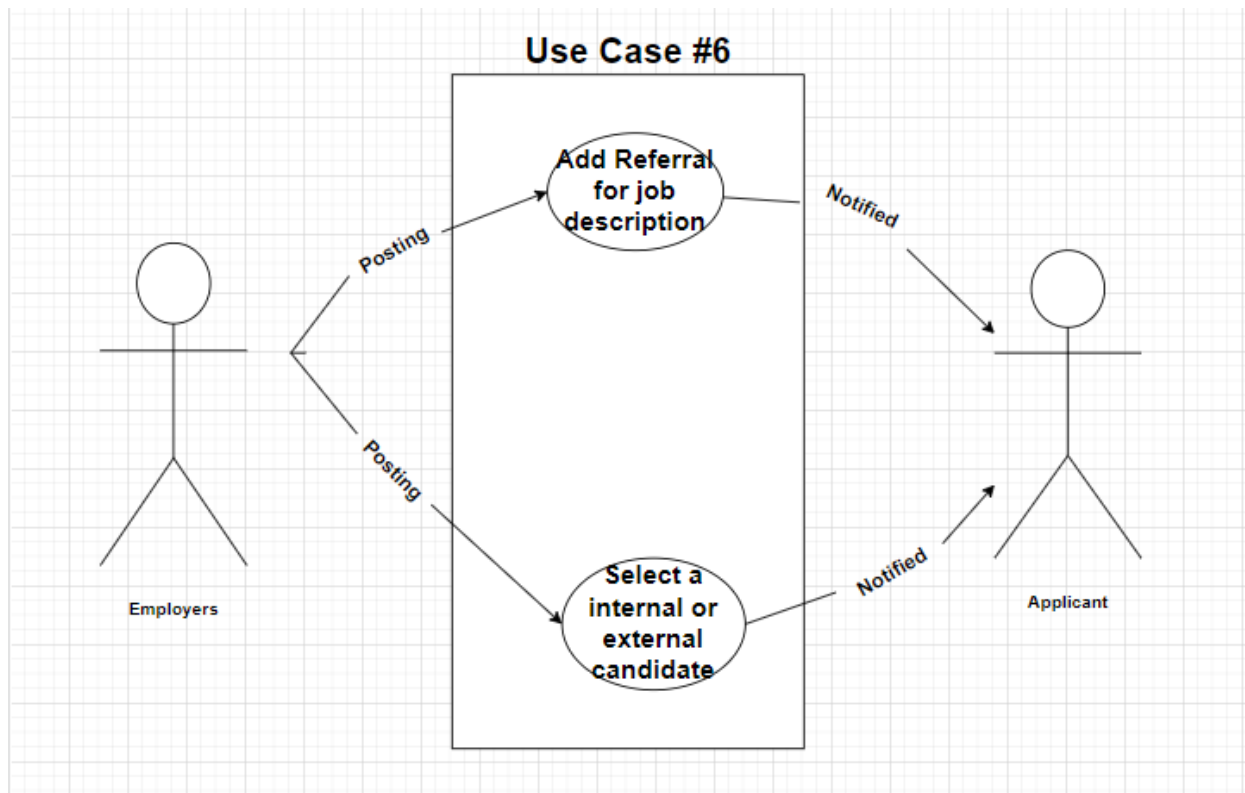 Use Case #6
Add Referral
for job
description
Notified
Posting
Posting
Select a
internal or
external
candidate
Notified
Employers
Applicant